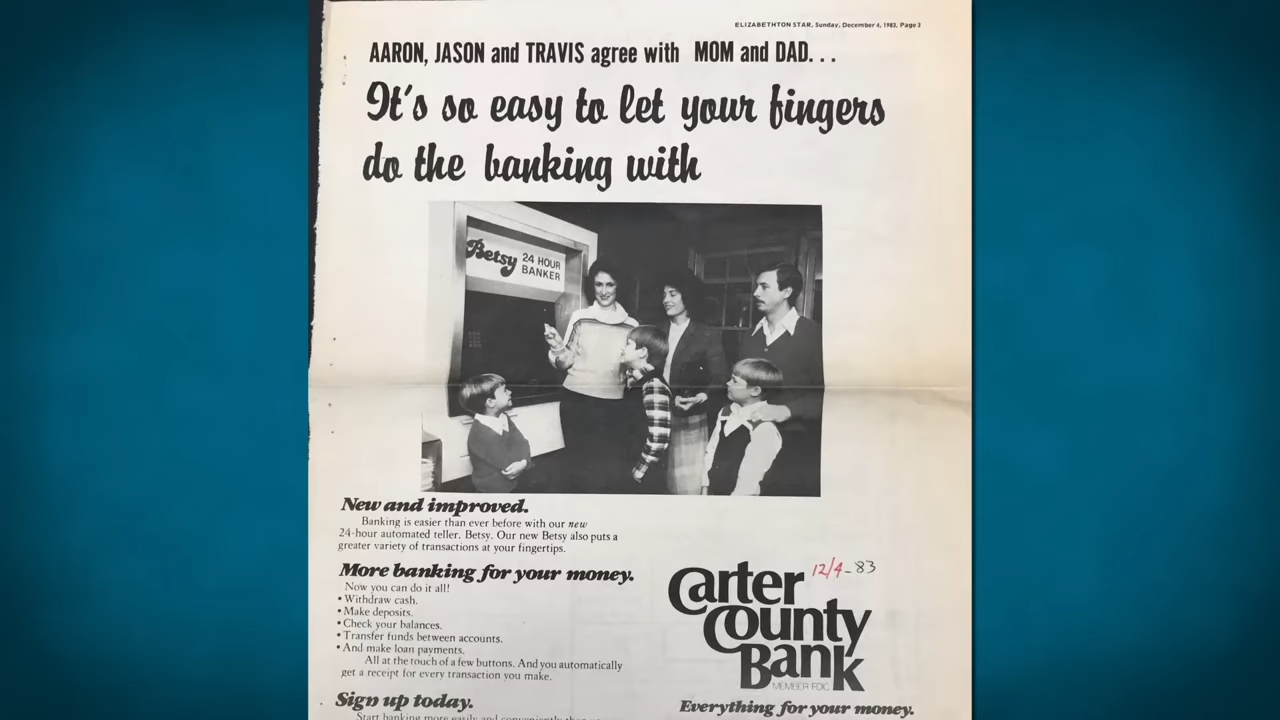 ELIZABETHTON STAR, Sunday, December 4, 1983, Page 3
AARON, JASON and TRAVIS agree with MOM and DAD...
It's so easy to let your fingers
do the banking with
Betsy 24 HOUR
BANKER
New and improved.
Banking is easier than ever before with our new
24-hour automated teller. Betsy. Our new Betsy also puts a
greater variety of transactions at your fingertips.
More banking for your money.
Now you can do it all!
• Withdraw cash.
• Make deposits.
• Check your balances.
• Transfer funds between accounts.
• And make loan payments.
All at the touch of a few buttons. And you automatically
get a receipt for every transaction you make.
Sign up today.
Start banking more easily and conveniently
12/4-83
Carter
County
Bank
MEMBER FDIC
Everything for your money.